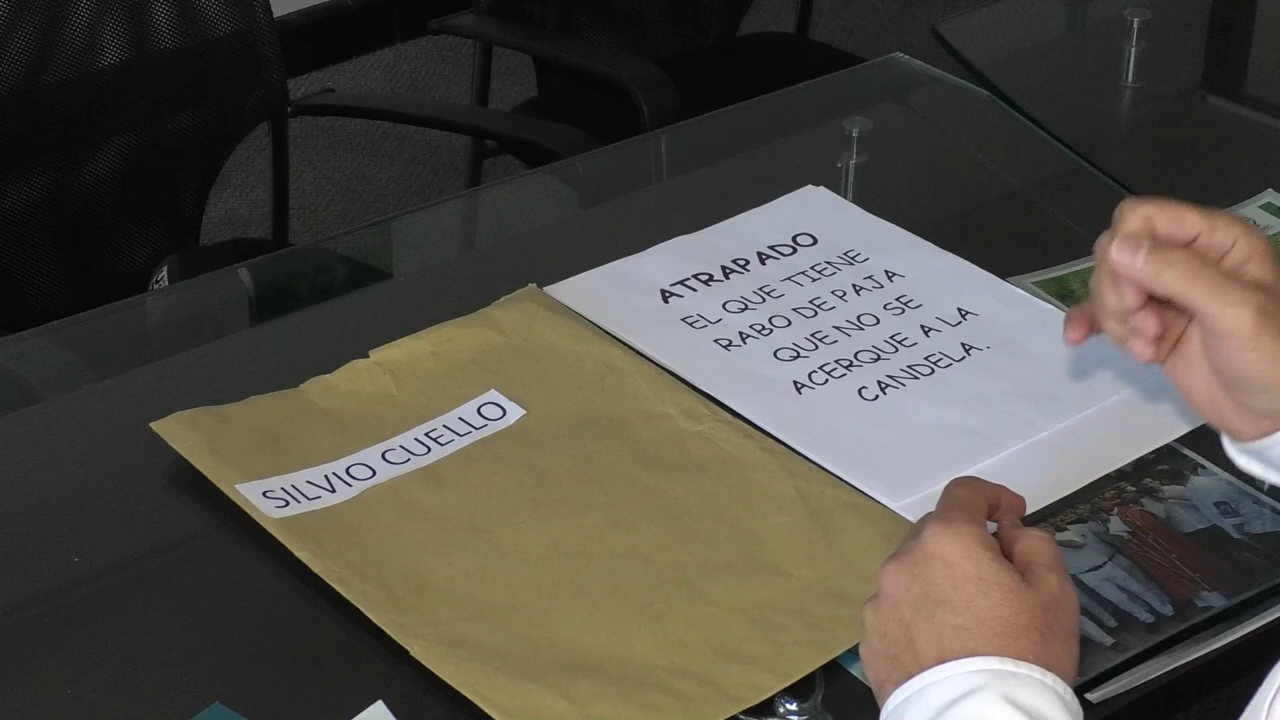 SILVIO CUELLO
ATRAPADO
EL QUE TIENE
RABO DE PAJA
QUE NO SE
ACERQUE A LA
CANDELA.